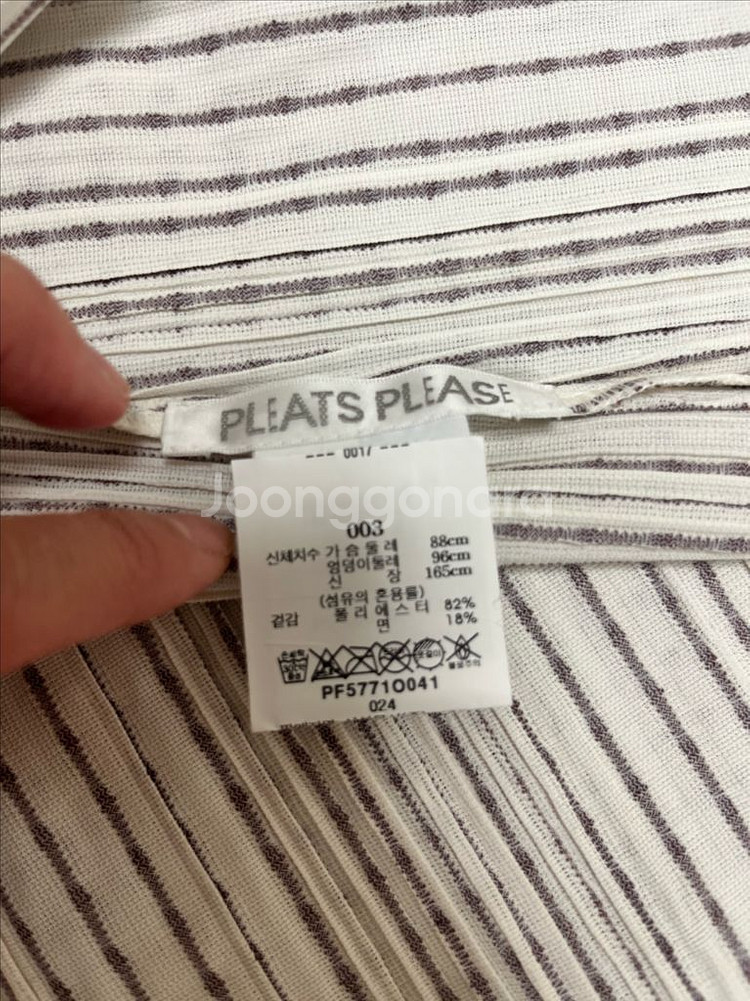 PLEATS PLEASE
--- 0017 ---
Joonggonara
003
신체치수 가슴둘레 88cm
엉덩이둘레 96cm
신 장 165cm
(섬유의 혼용률)
겉감 폴리에스터 82%
면 18%
PF5771O041
024